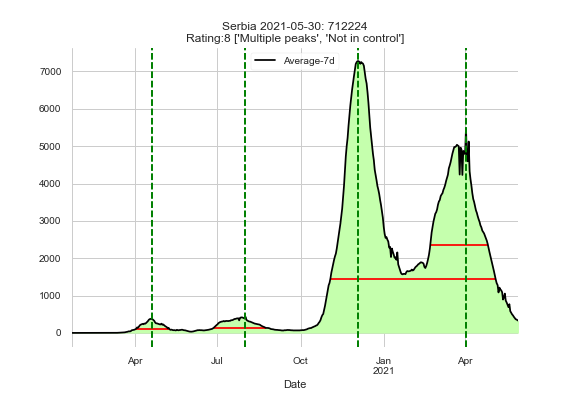 Serbia 2021-05-30: 712224
Rating:8 ['Multiple peaks', 'Not in control']
Average-7d
7000
6000
5000
4000
3000
2000
1000
0
Apr Jul Oct Jan Apr
2021
Date